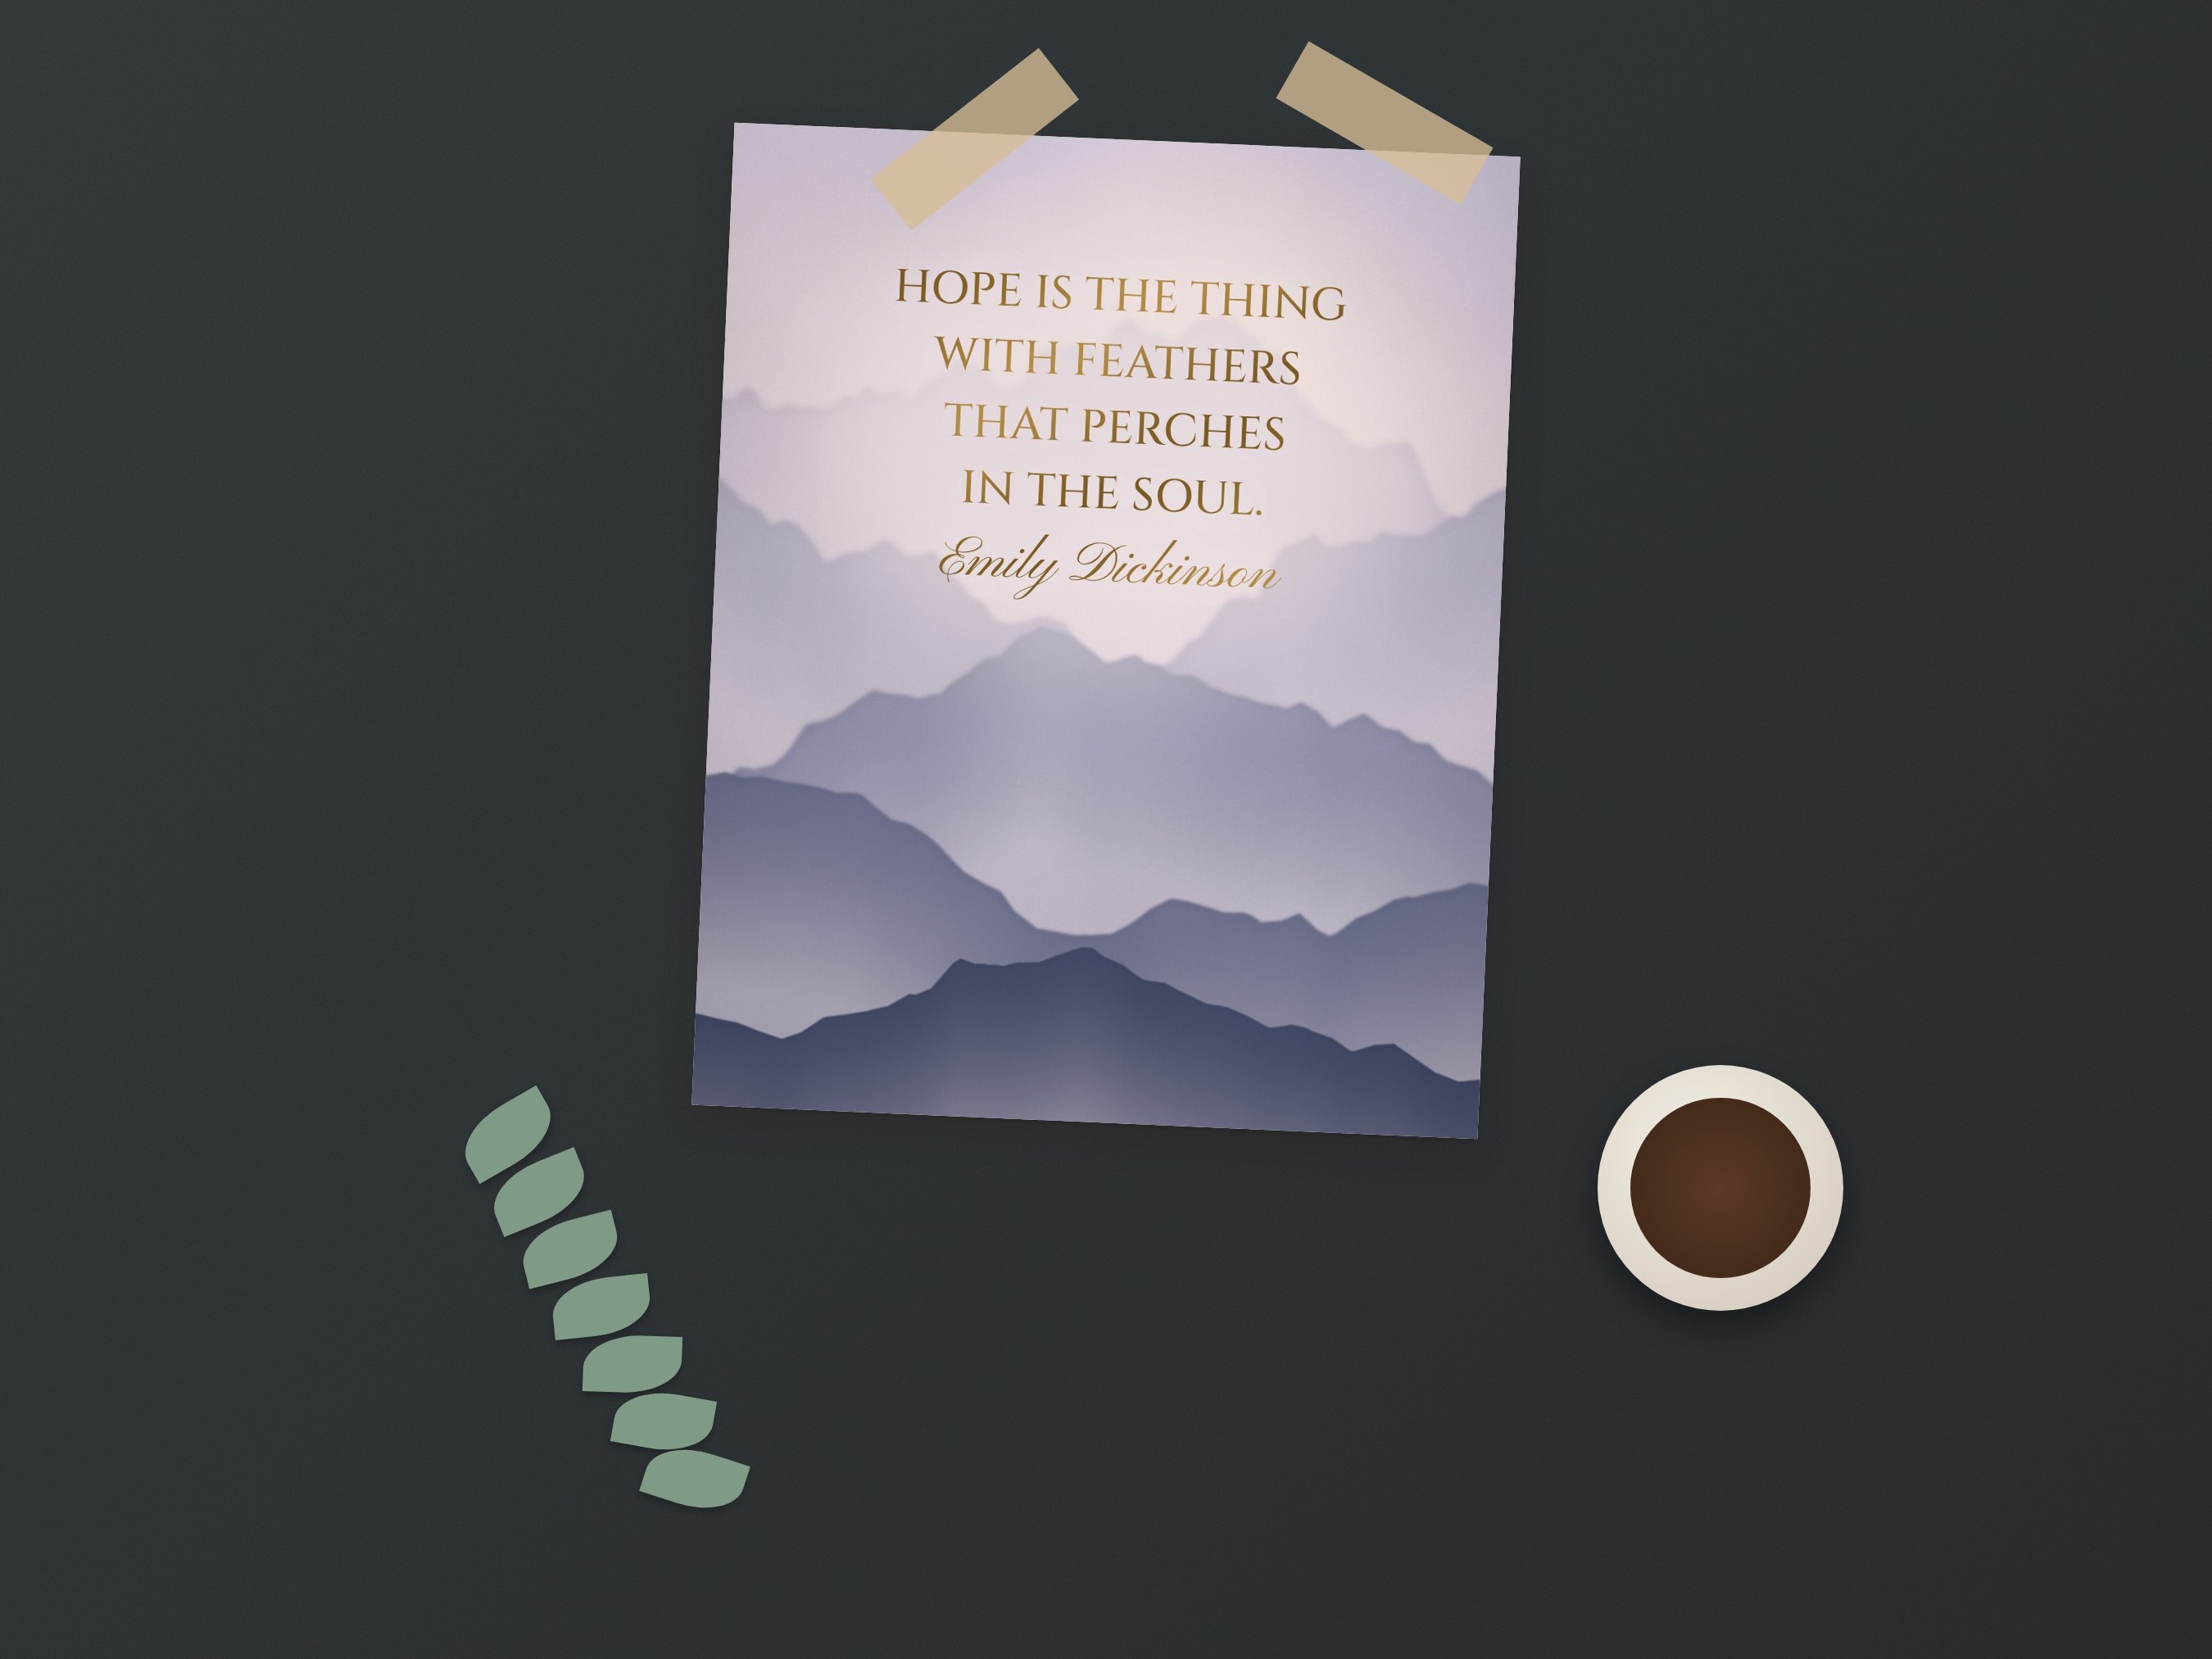 HOPE IS THE THING
WITH FEATHERS
THAT PERCHES
IN THE SOUL.
Emily Dickinson